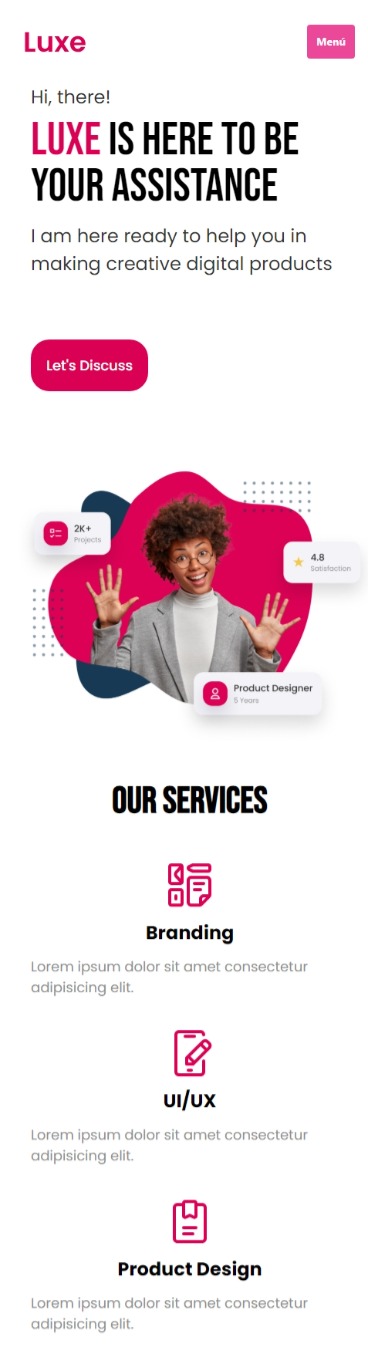 Luxe
Menú
Hi, there!
LUXE IS HERE TO BE
YOUR ASSISTANCE
I am here ready to help you in
making creative digital products
Let's Discuss
2K+
Projects
4.8
Satisfaction
Product Designer
5 Years
OUR SERVICES
Branding
Lorem ipsum dolor sit amet consectetur
adipisicing elit.
UI/UX
Lorem ipsum dolor sit amet consectetur
adipisicing elit.
Product Design
Lorem ipsum dolor sit amet consectetur
adipisicing elit.